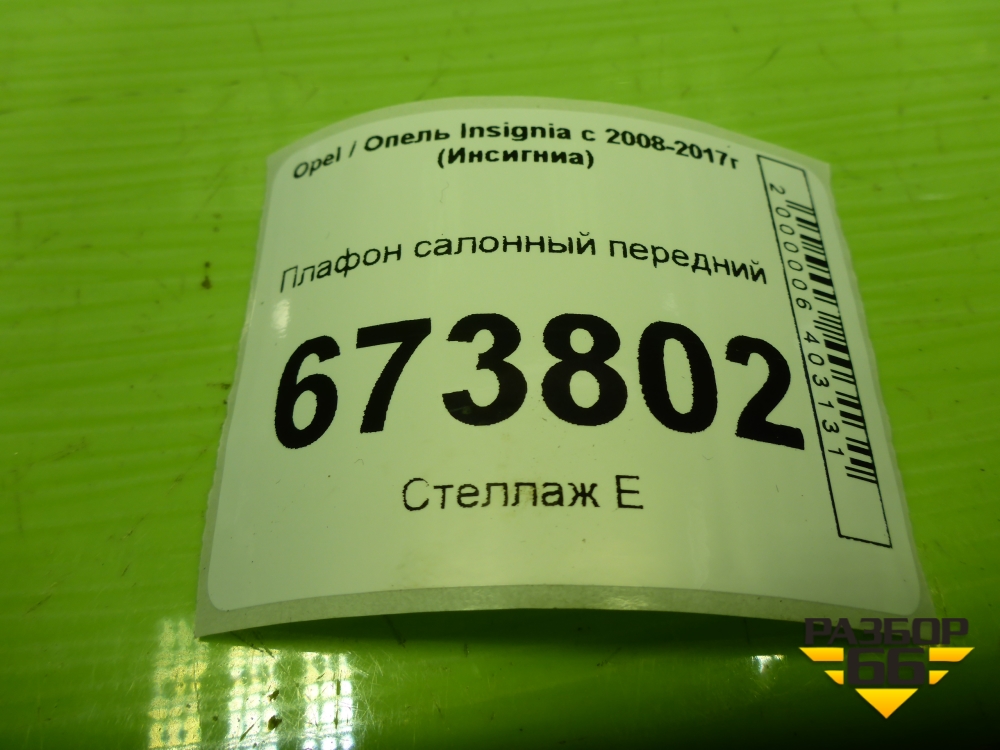 Opel / Опель Insignia с 2008-2017г
(Инсигниа)
Плафон салонный передний
673802
Стеллаж Е
2000006403131
РАЗБОР
66